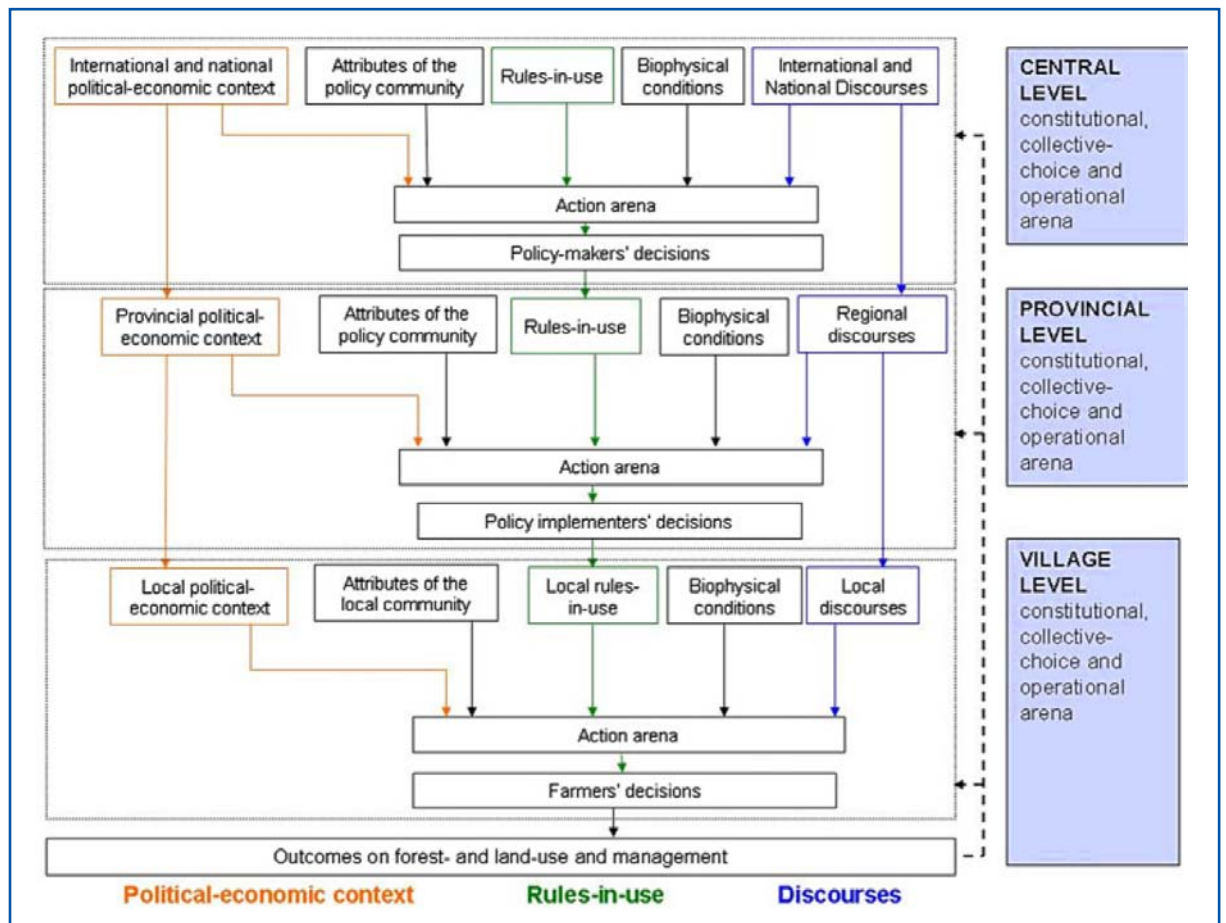 International and national
political-economic context
Attributes of the
policy community
Rules-in-use
Biophysical
conditions
International and
National Discourses
Action arena
Policy-makers' decisions
CENTRAL
LEVEL
constitutional,
collective-
choice and
operational
arena
Provincial political-
economic context
Attributes of the
policy community
Rules-in-use
Biophysical
conditions
Regional
discourses
Action arena
Policy implementers' decisions
PROVINCIAL
LEVEL
constitutional,
collective-
choice and
operational
arena
Local political-
economic context
Attributes of the
local community
Local rules-
in-use
Biophysical
conditions
Local
discourses
Action arena
Farmers' decisions
VILLAGE
LEVEL
constitutional,
collective-
choice and
operational
arena
Outcomes on forest- and land-use and management
Political-economic context
Rules-in-use
Discourses